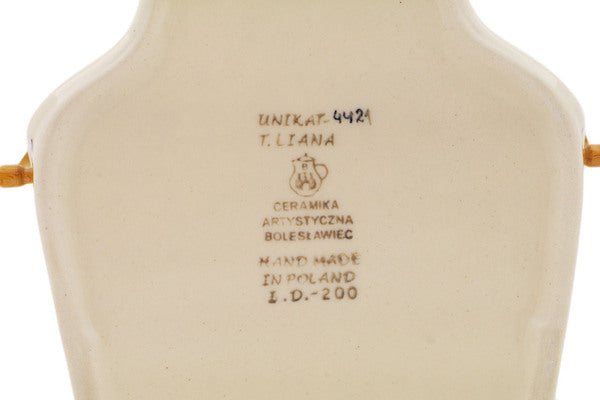 UNIKAT-4421
T. LIANA
B
CERAMIKA
ARTYSTYCZNA
BOLESŁAWIEC
HAND MADE
IN POLAND
I.D.-200